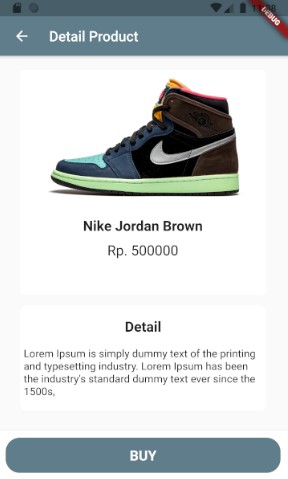 DEBUG
Detail Product
Nike Jordan Brown
Rp. 500000
Detail
Lorem Ipsum is simply dummy text of the printing
and typesetting industry. Lorem Ipsum has been
the industry's standard dummy text ever since the
1500s,
BUY